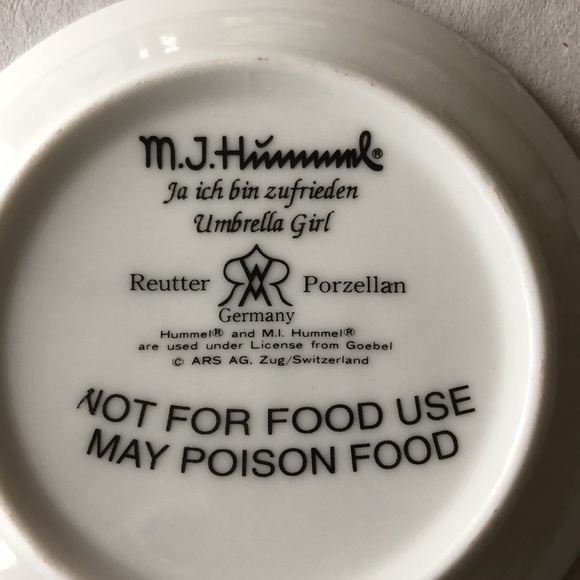 M.J.Hummel®
Ja ich bin zufrieden
Umbrella Girl
Reutter Porzellan
Germany
Hummel® and M.I. Hummel®
are used under License from Goebel
© ARS AG. Zug/Switzerland
NOT FOR FOOD USE
MAY POISON FOOD